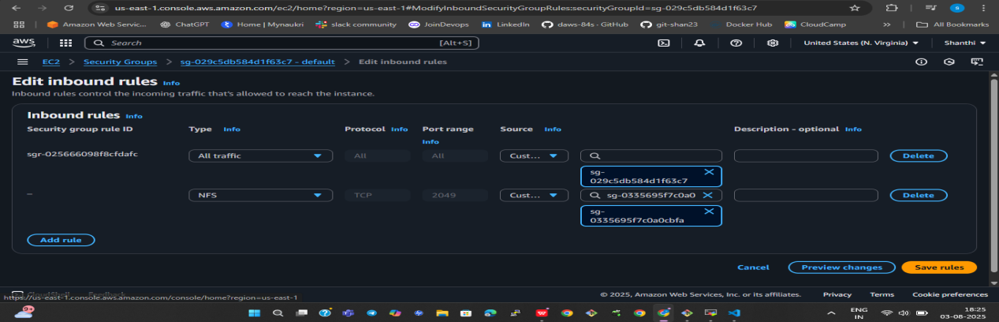 us-east-1.console.aws.amazon.com/ec2/home?region=us-east-1#ModifyInboundSecurityGroupRules:securityGroupId=sg-029c5db584d1f63c7
Amazon Web Servic... ChatGPT Home | Mynaukri slack community JoinDevops LinkedIn daws-84s - GitHub git-shan23 Docker Hub CloudCamp >> All Bookmarks
aws Search [Alt+S] United States (N. Virginia) Shanthi
EC2 > Security Groups > sg-029c5db584d1f63c7 - default > Edit inbound rules
Edit inbound rules Info
Inbound rules control the incoming traffic that's allowed to reach the instance.
Inbound rules Info
Security group rule ID Type Info Protocol Info Port range Source Info Description - optional Info
Info
sgr-025666098f8cfdafc All traffic All All Cust... Delete
sg-
029c5db584d1f63c7
– NFS TCP 2049 Cust... sg-0335695f7c0a0 Delete
sg-
0335695f7c0a0cbfa
Add rule
Cancel Preview changes Save rules
CloudShell Feedback
https://us-east-1.console.aws.amazon.com/console/home?region=us-east-1
© 2025, Amazon Web Services, Inc. or its affiliates. Privacy Terms Cookie preferences
9+
ENG 18:25
IN 03-08-2025